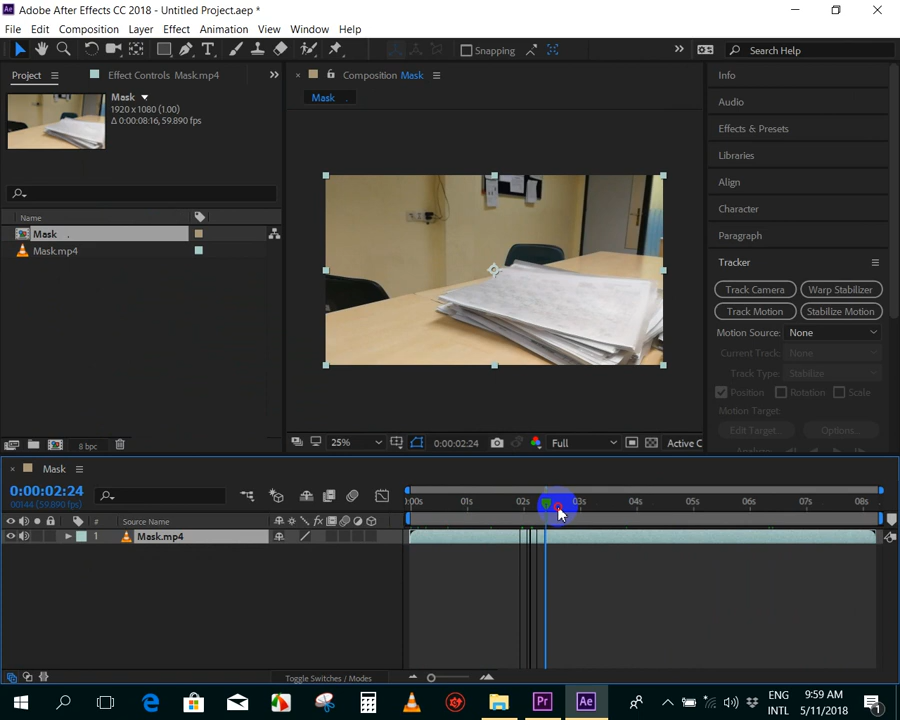 Adobe After Effects CC 2018 - Untitled Project.aep *
File Edit Composition Layer Effect Animation View Window Help
Snapping
Search Help
Project
Effect Controls Mask.mp4
Mask
1920 x 1080 (1.00)
Δ 0:00:08:16, 59.890 fps
Name
Mask
Mask.mp4
8 bpc
Composition Mask
Mask
25%
0:00:02:24
Full
Active C
Info
Audio
Effects & Presets
Libraries
Align
Character
Paragraph
Tracker
Track Camera
Warp Stabilizer
Track Motion
Stabilize Motion
Motion Source: None
Current Track: None
Track Type: Stabilize
Position Rotation Scale
Motion Target:
Edit Target...
Options...
Mask
0:00:02:24
00144 (59.890 fps)
:00s 01s 02s 03s 04s 05s 06s 07s 08s
# Source Name
1 Mask.mp4
Toggle Switches / Modes
ENG
INTL
9:59 AM
5/11/2018
1